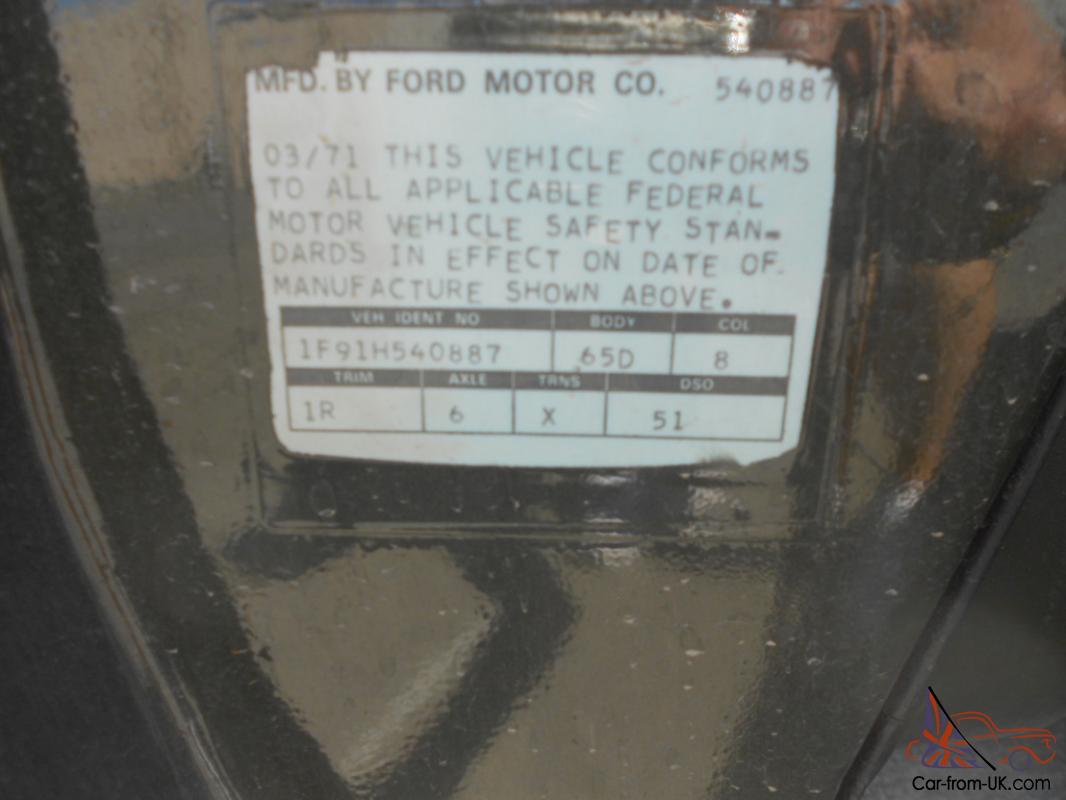 MFD. BY FORD MOTOR CO. 540887
03/71 THIS VEHICLE CONFORMS
TO ALL APPLICABLE FEDERAL
MOTOR VEHICLE SAFETY STAN-
DARDS IN EFFECT ON DATE OF
MANUFACTURE SHOWN ABOVE.
VEH IDENT NO BODY COL
1F91H540887 65D 8
TRIM AXLE TRNS DSO
1R 6 X 51
Car-from-UK.com